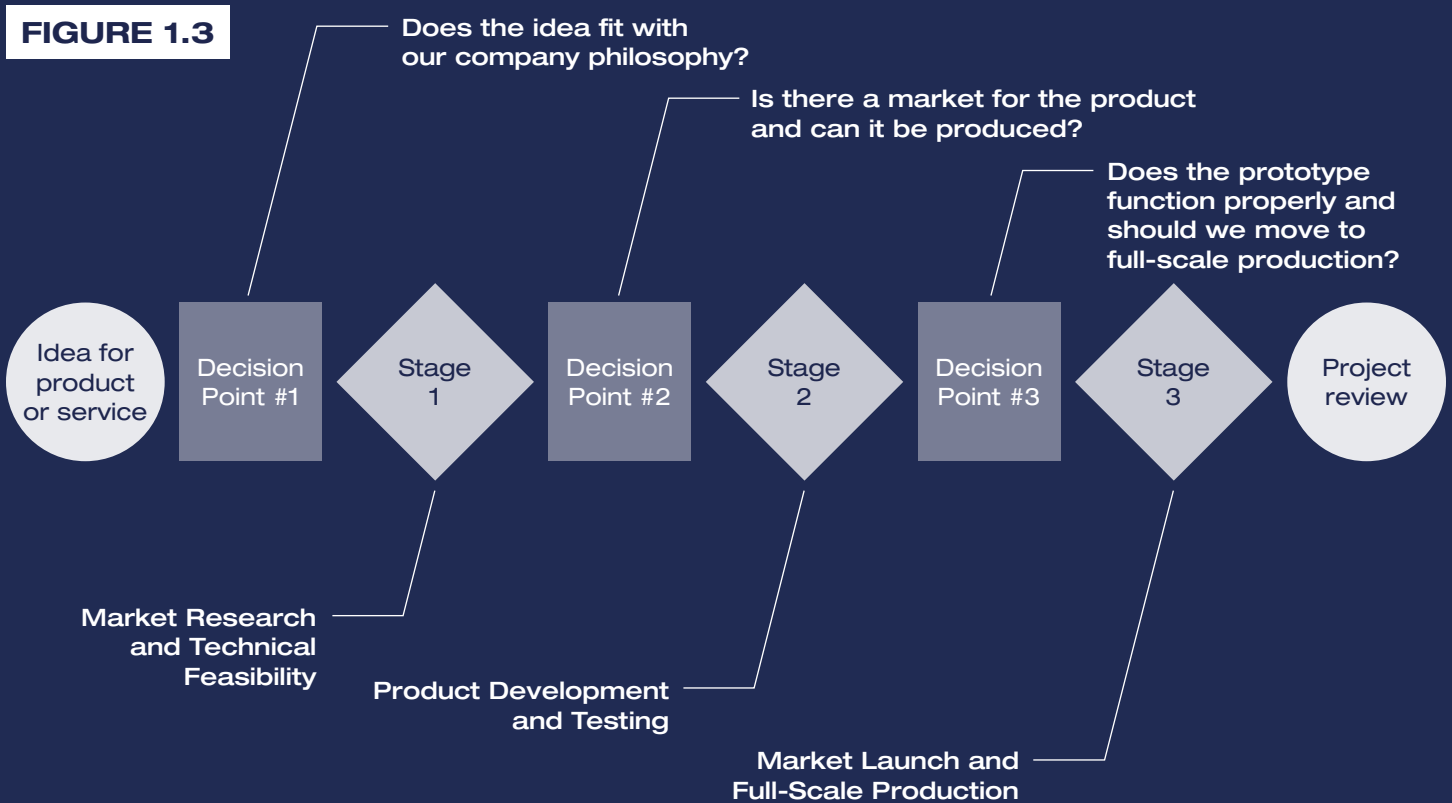 FIGURE 1.3
Does the idea fit with
our company philosophy?
Is there a market for the product
and can it be produced?
Does the prototype
function properly and
should we move to
full-scale production?
Idea for
product
or service
Decision
Point #1
Stage
1
Decision
Point #2
Stage
2
Decision
Point #3
Stage
3
Project
review
Market Research
and Technical
Feasibility
Product Development
and Testing
Market Launch and
Full-Scale Production